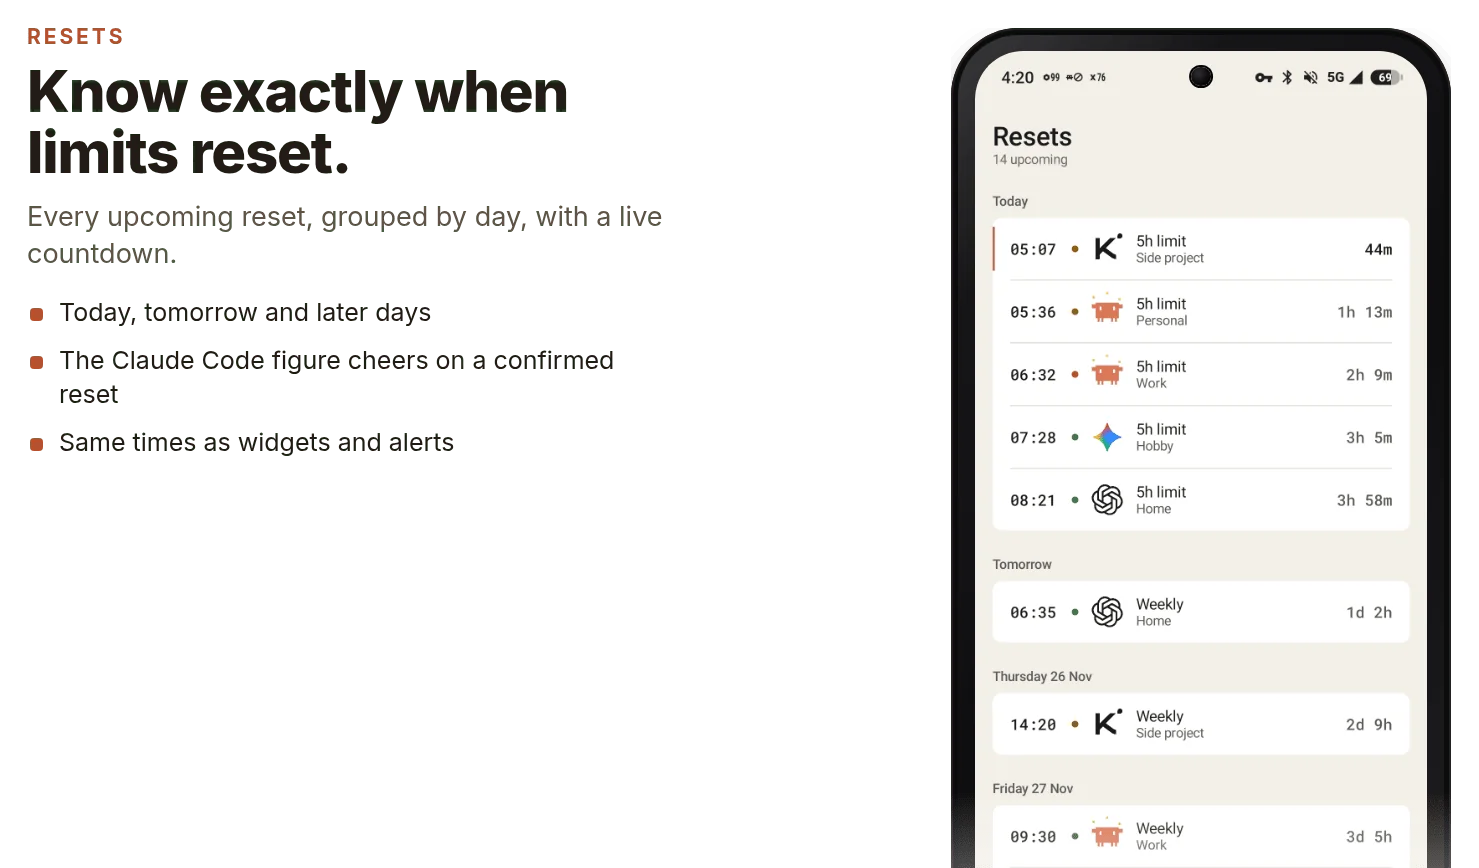 RESETS
Know exactly when
limits reset.
Every upcoming reset, grouped by day, with a live
countdown.
Today, tomorrow and later days
The Claude Code figure cheers on a confirmed
reset
Same times as widgets and alerts
4:20 99 76 5G 69
Resets
14 upcoming
Today
05:07 5h limit 44m
Side project
05:36 5h limit 1h 13m
Personal
06:32 5h limit 2h 9m
Work
07:28 5h limit 3h 5m
Hobby
08:21 5h limit 3h 58m
Home
Tomorrow
06:35 Weekly 1d 2h
Home
Thursday 26 Nov
14:20 Weekly 2d 9h
Side project
Friday 27 Nov
09:30 Weekly 3d 5h
Work